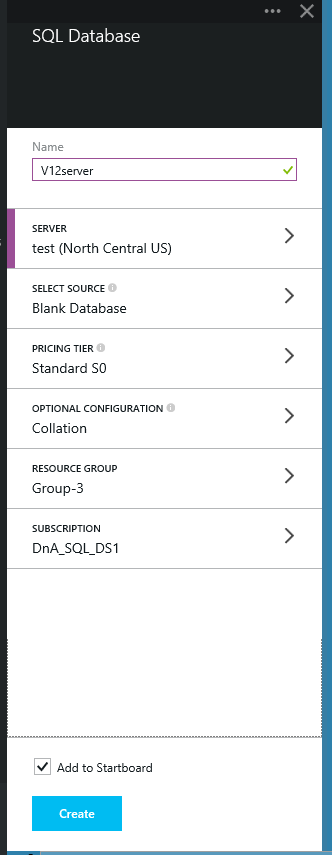 SQL Database
Name
V12server
SERVER
test (North Central US)
SELECT SOURCE
Blank Database
PRICING TIER
Standard S0
OPTIONAL CONFIGURATION
Collation
RESOURCE GROUP
Group-3
SUBSCRIPTION
DnA_SQL_DS1
Add to Startboard
Create